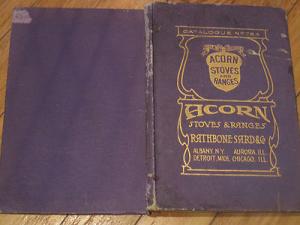 CATALOGUE Nº 78A
ACORN
STOVES
AND
RANGES
ACORN
STOVES & RANGES
RATHBONE SARD & Co
ALBANY, N.Y. AURORA, ILL.
DETROIT, MICH. CHICAGO, ILL.